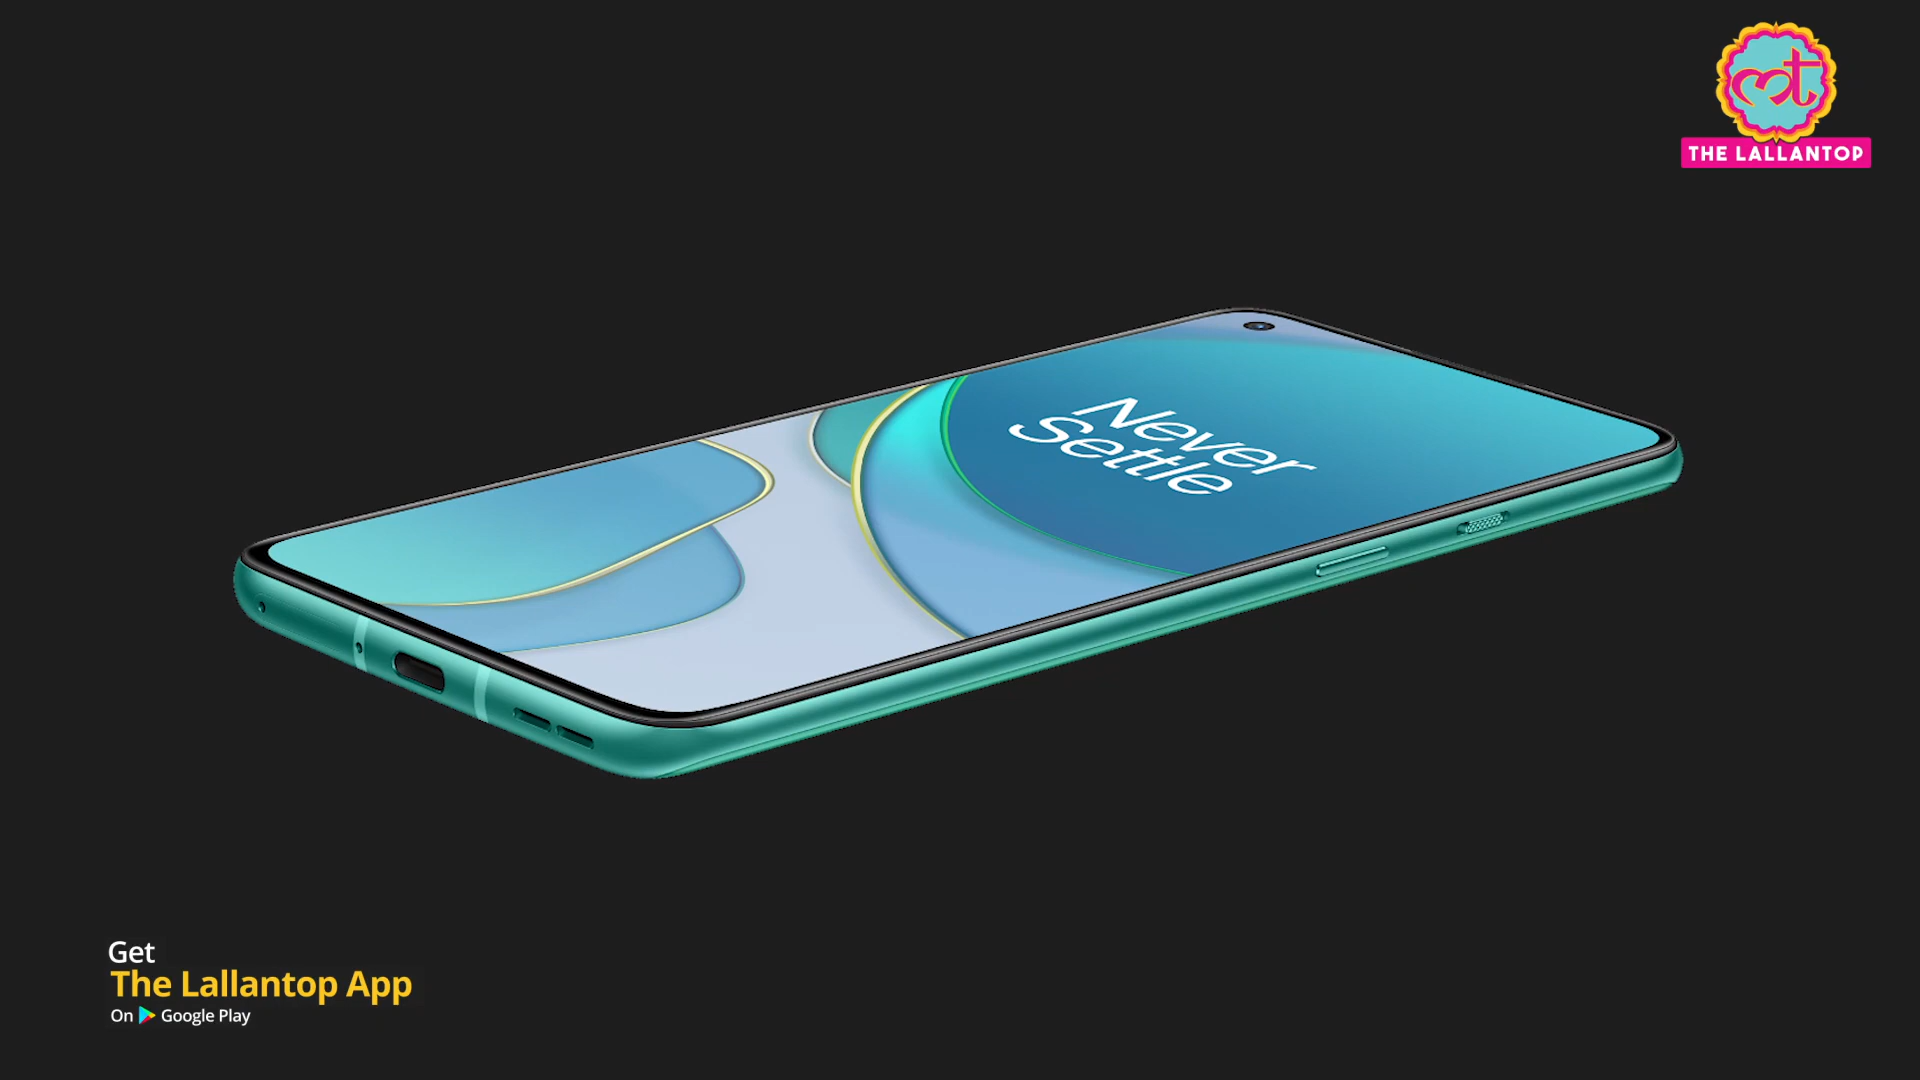 THE LALLANTOP
Never
Settle
Get
The Lallantop App
On Google Play